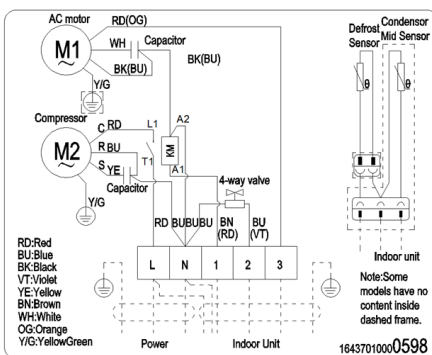 AC motor
RD(OG)
M1
WH
Capacitor
BK(BU)
BK(BU)
Y/G
Compressor
M2
C RD
R BU
S YE
Capacitor
Y/G
L1
T1
A2
KM
A1
4-way valve
RD BUBUBU
BN
(RD)
BU
(VT)
L
N
1
2
3
Power
Indoor Unit
Defrost
Sensor
Condensor
Mid Sensor
θ
θ
Indoor unit
Note:Some
models have no
content inside
dashed frame.
RD:Red
BU:Blue
BK:Black
VT:Violet
YE:Yellow
BN:Brown
WH:White
OG:Orange
Y/G:YellowGreen
16437010000598